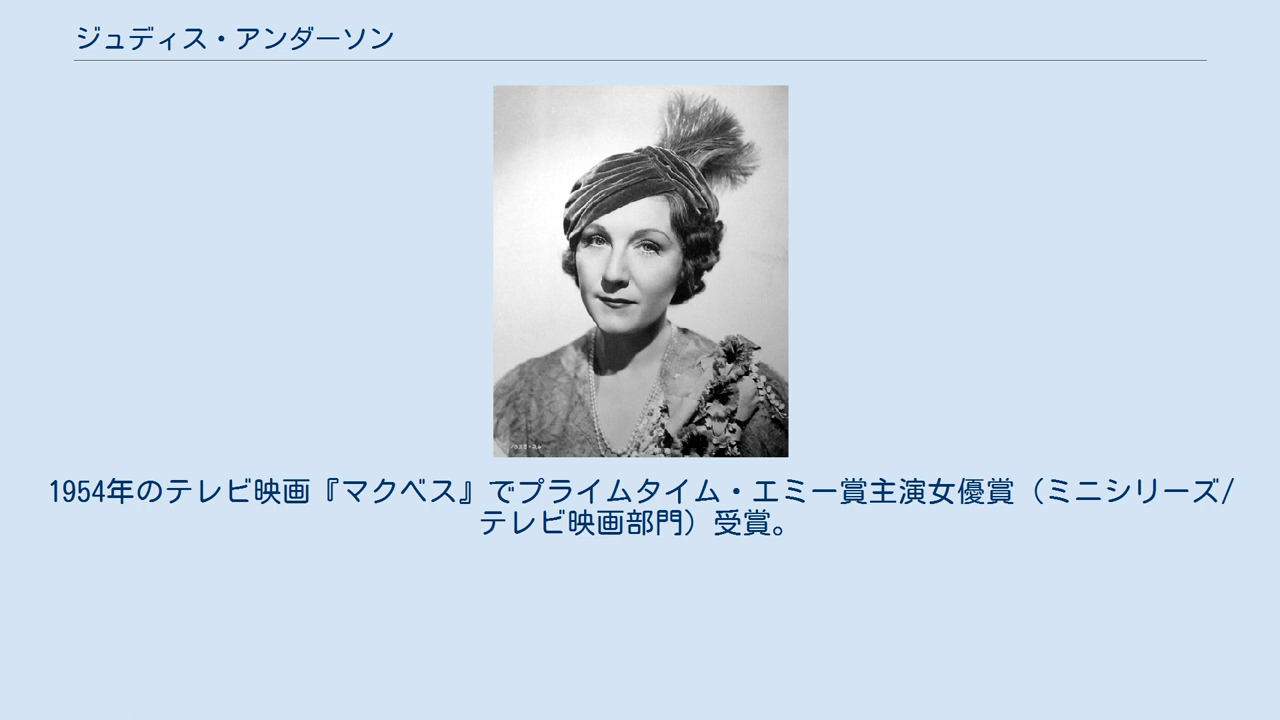 ジュディス・アンダーソン
1954年のテレビ映画『マクベス』でプライムタイム・エミー賞主演女優賞（ミニシリーズ/
テレビ映画部門）受賞。